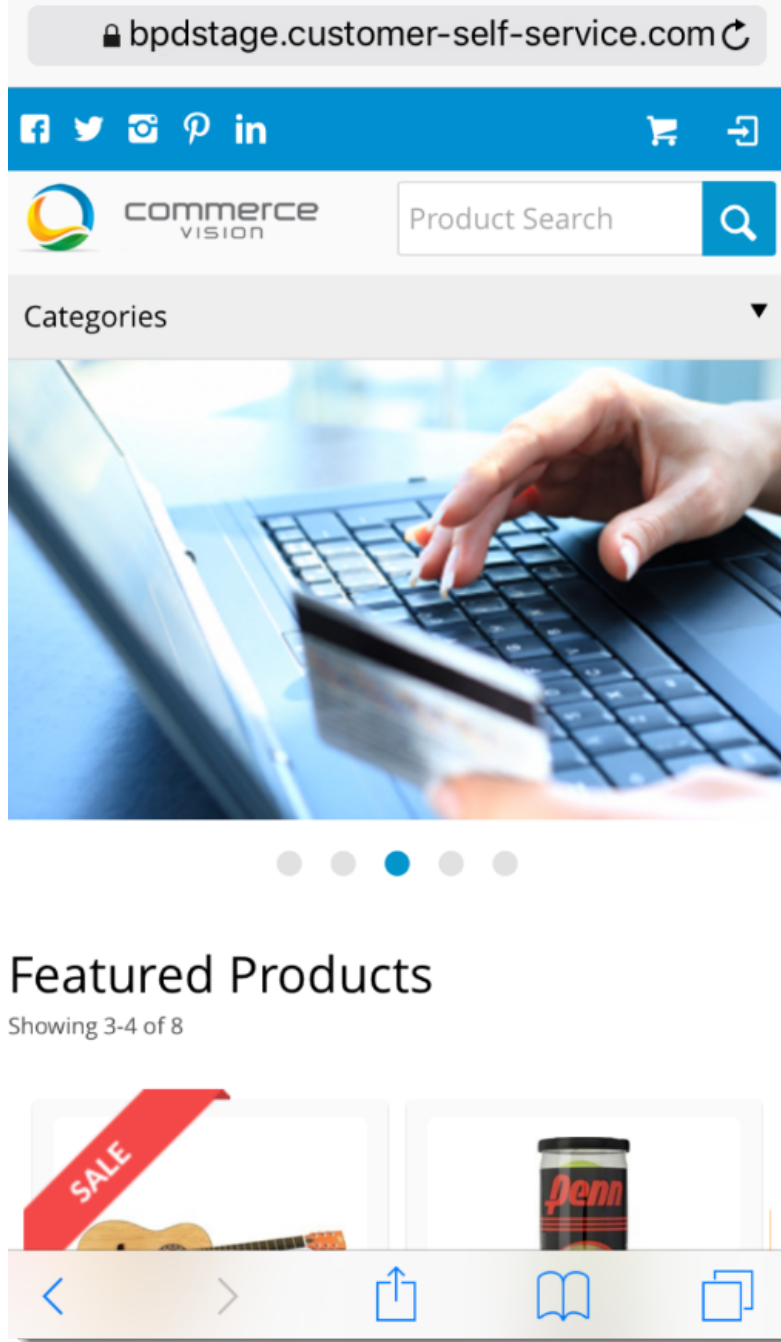 bpdstage.customer-self-service.com
commerce
VISION
Product Search
Categories
Featured Products
Showing 3-4 of 8
SALE
Penn